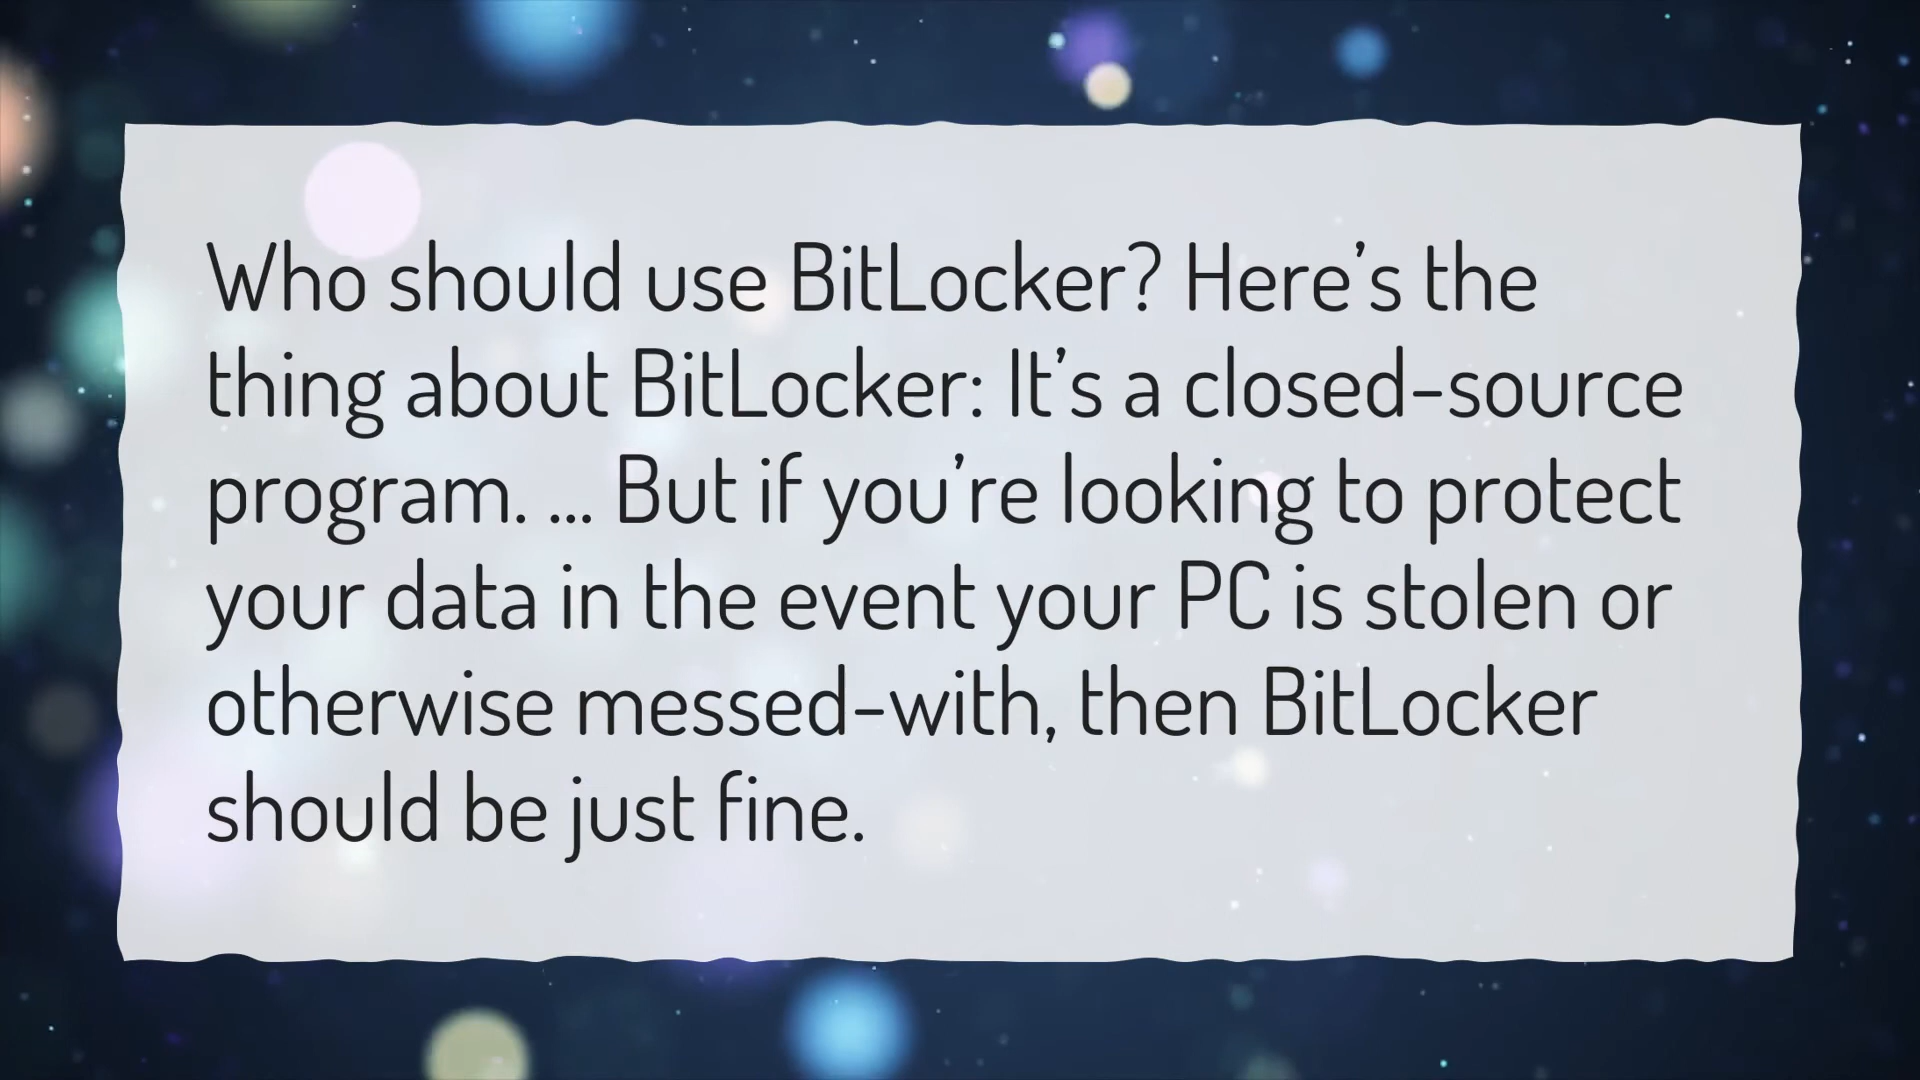 Who should use BitLocker? Here’s the
thing about BitLocker: It’s a closed-source
program. ... But if you’re looking to protect
your data in the event your PC is stolen or
otherwise messed-with, then BitLocker
should be just fine.